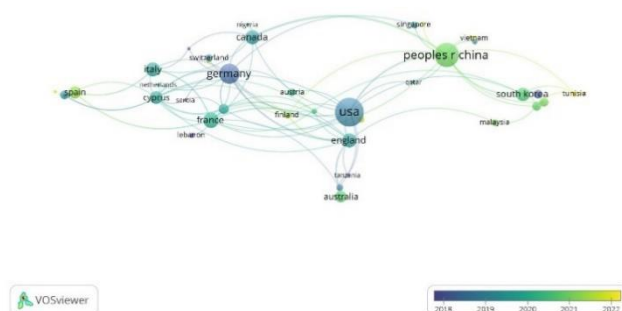 nigeria
singapore
canada
vietnam
switzerland
peoples r china
italy
germany
netherlands
austria
qatar
spain
cyprus
serbia
south korea
tunisia
finland
usa
france
malaysia
lebanon
england
tanzania
australia
VOSviewer
2018 2019 2020 2021 2022